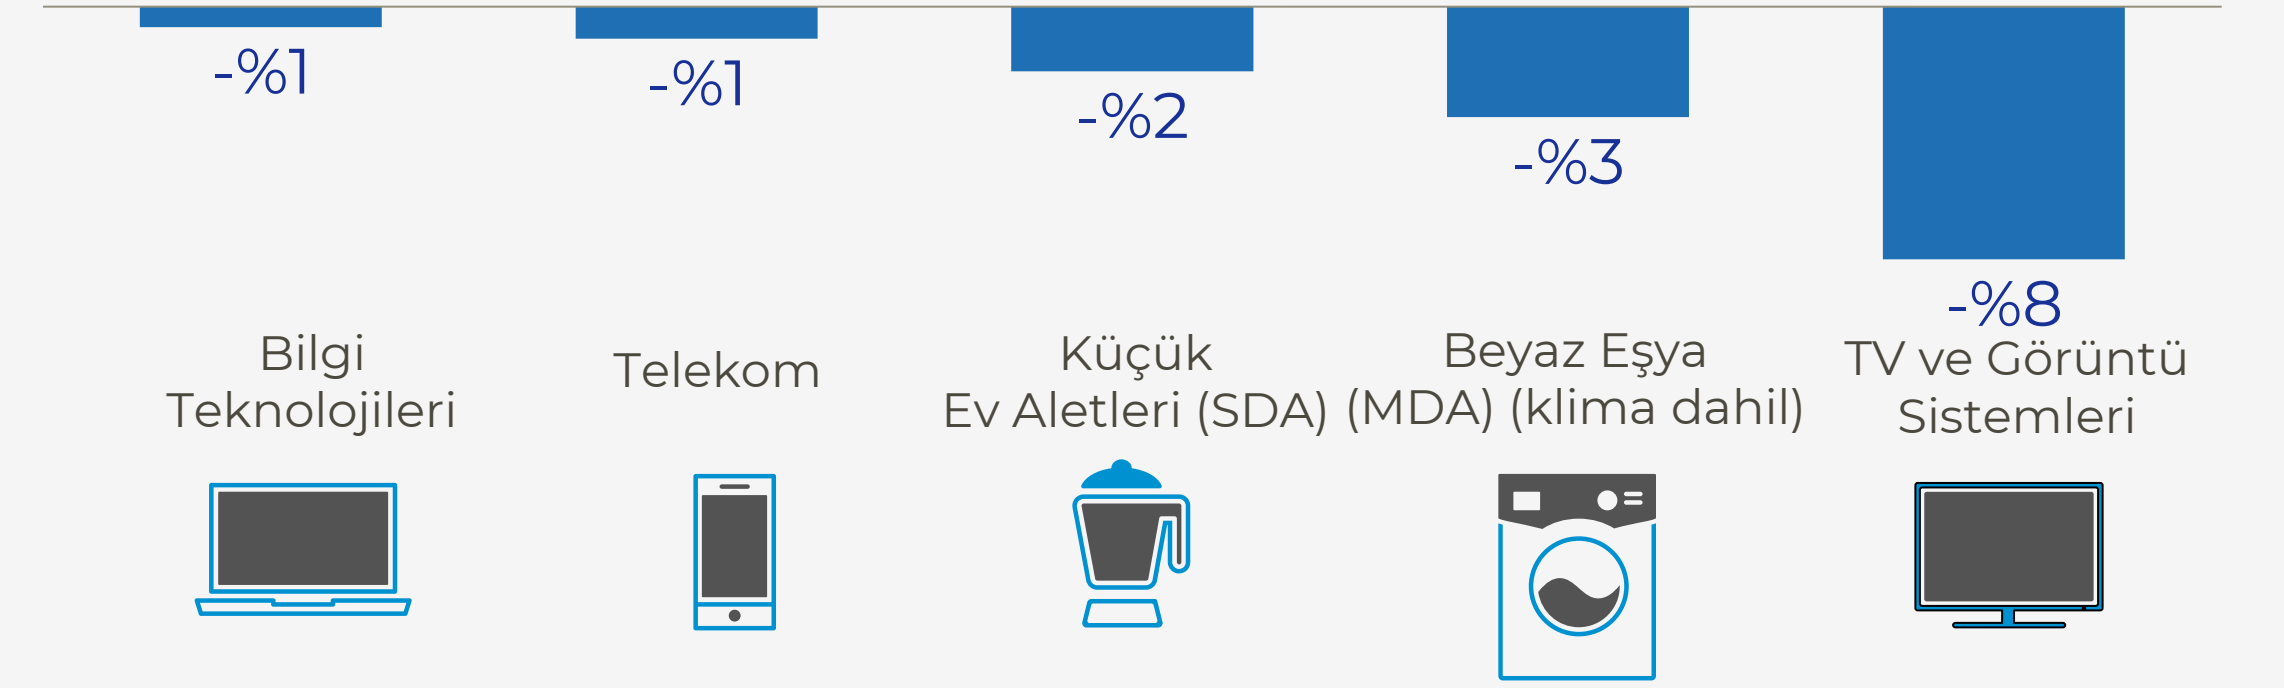 -%1
-%1
-%2
-%3
-%8
Bilgi
Teknolojileri
Telekom
Küçük
Ev Aletleri (SDA)
Beyaz Eşya
(MDA) (klima dahil)
TV ve Görüntü
Sistemleri